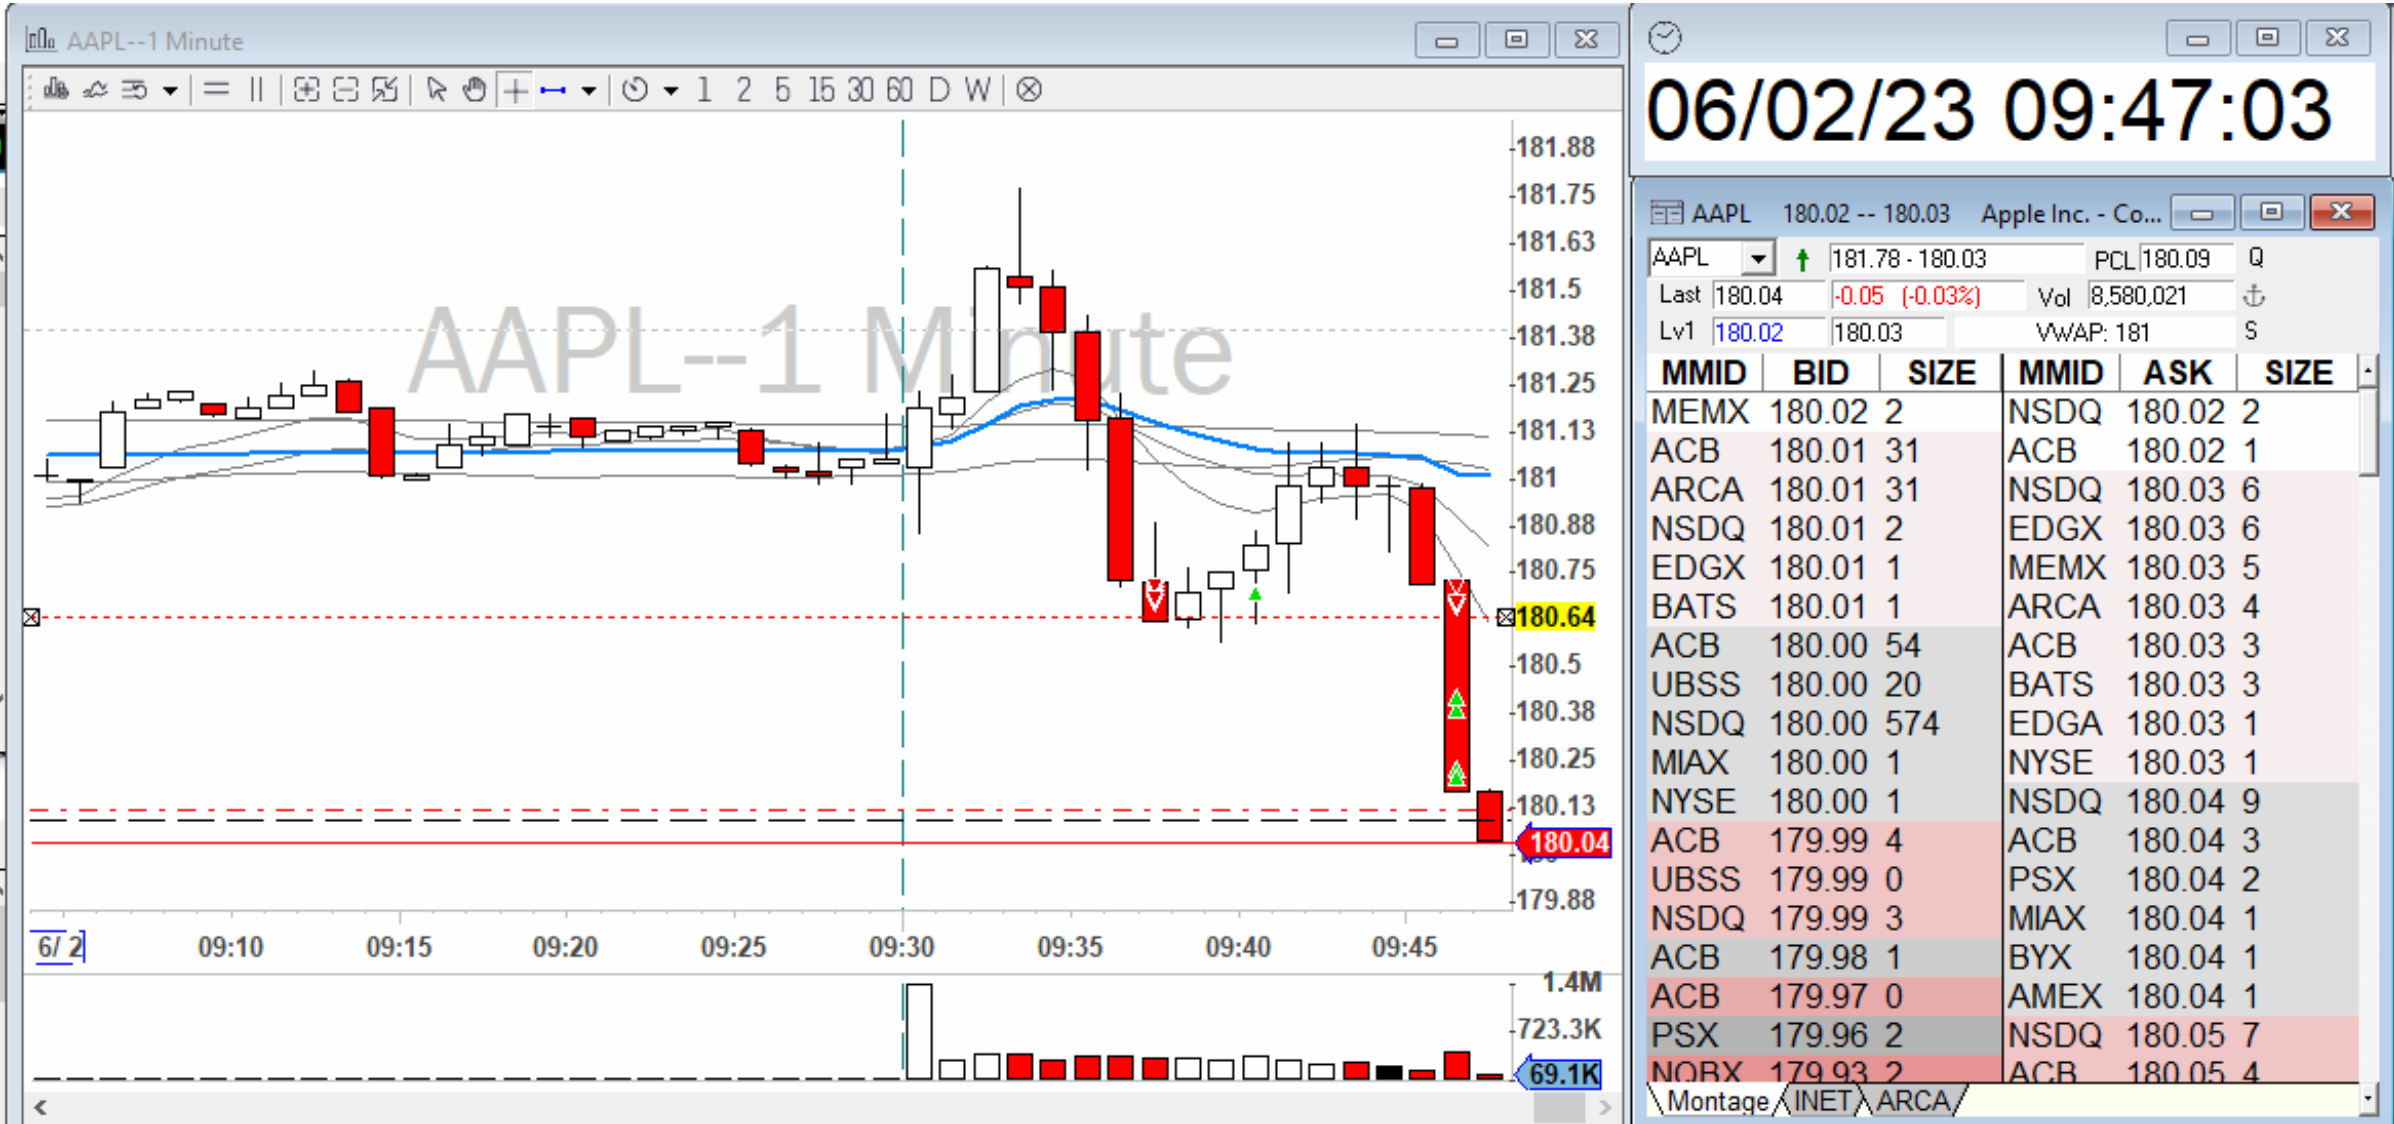 AAPL--1 Minute
1 2 5 15 30 60 D W
AAPL--1 Minute
181.88
181.75
181.63
181.5
181.38
181.25
181.13
181
180.88
180.75
180.64
180.5
180.38
180.25
180.13
180.04
179.88
6/ 2 09:10 09:15 09:20 09:25 09:30 09:35 09:40 09:45
1.4M
723.3K
69.1K
06/02/23 09:47:03
AAPL 180.02 -- 180.03 Apple Inc. - Co...
AAPL 181.78 - 180.03 PCL 180.09 Q
Last 180.04 -0.05 (-0.03%) Vol 8,580,021
Lv1 180.02 180.03 VWAP: 181 S
MMID BID SIZE MMID ASK SIZE
MEMX 180.02 2 NSDQ 180.02 2
ACB 180.01 31 ACB 180.02 1
ARCA 180.01 31 NSDQ 180.03 6
NSDQ 180.01 2 EDGX 180.03 6
EDGX 180.01 1 MEMX 180.03 5
BATS 180.01 1 ARCA 180.03 4
ACB 180.00 54 ACB 180.03 3
UBSS 180.00 20 BATS 180.03 3
NSDQ 180.00 574 EDGA 180.03 1
MIAX 180.00 1 NYSE 180.03 1
NYSE 180.00 1 NSDQ 180.04 9
ACB 179.99 4 ACB 180.04 3
UBSS 179.99 0 PSX 180.04 2
NSDQ 179.99 3 MIAX 180.04 1
ACB 179.98 1 BYX 180.04 1
ACB 179.97 0 AMEX 180.04 1
PSX 179.96 2 NSDQ 180.05 7
NQBX 179.93 2 ACB 180.05 4
Montage INET ARCA